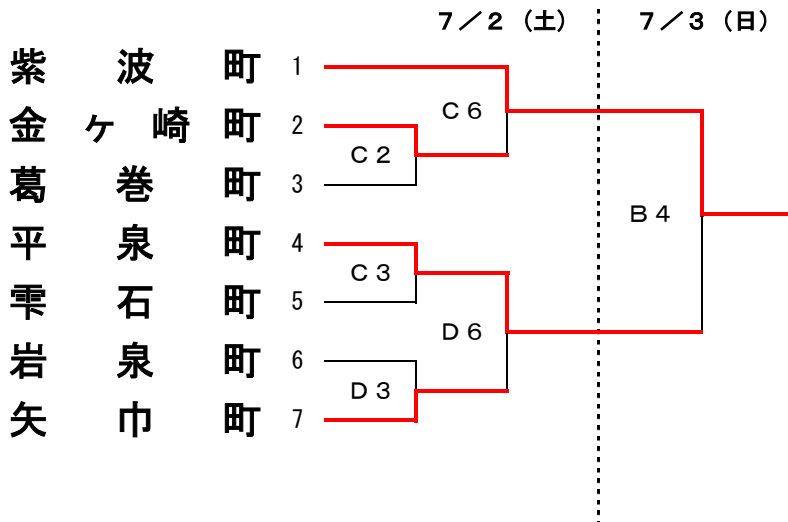 ７／２（土） ７／３（日）
紫波町 1
金ヶ崎町 2
葛巻町 3
平泉町 4
雫石町 5
岩泉町 6
矢巾町 7
Ｃ６
Ｃ２
Ｂ４
Ｃ３
Ｄ６
Ｄ３